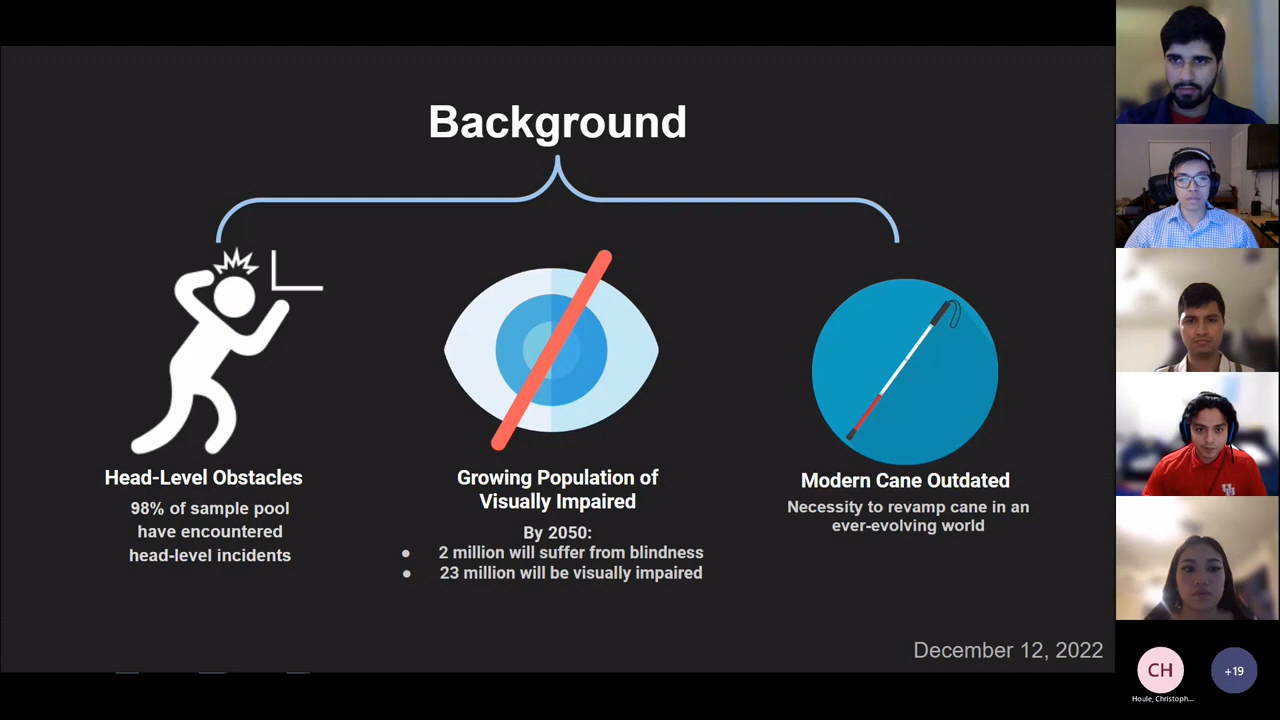 Background
Head-Level Obstacles
98% of sample pool
have encountered
head-level incidents
Growing Population of
Visually Impaired
By 2050:
● 2 million will suffer from blindness
● 23 million will be visually impaired
Modern Cane Outdated
Necessity to revamp cane in an
ever-evolving world
December 12, 2022
CH
Houle, Christoph...
+19